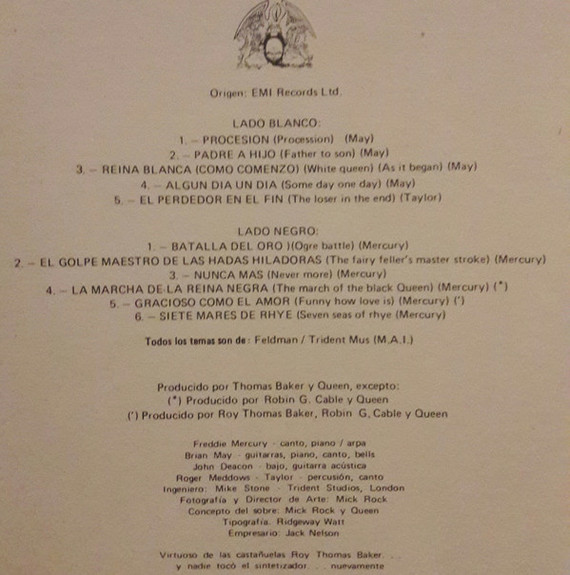 Origen: EMI Records Ltd.
LADO BLANCO:
1. – PROCESION (Procession) (May)
2. – PADRE A HIJO (Father to son) (May)
3. – REINA BLANCA (COMO COMENZO) (White queen) (As it began) (May)
4. – ALGUN DIA UN DIA (Some day one day) (May)
5. – EL PERDEDOR EN EL FIN (The loser in the end) (Taylor)
LADO NEGRO:
1. – BATALLA DEL ORO )(Ogre battle) (Mercury)
2. – EL GOLPE MAESTRO DE LAS HADAS HILADORAS (The fairy feller's master stroke) (Mercury)
3. – NUNCA MAS (Never more) (Mercury)
4. – LA MARCHA DE LA REINA NEGRA (The march of the black Queen) (Mercury) (*)
5. – GRACIOSO COMO EL AMOR (Funny how love is) (Mercury) (')
6. – SIETE MARES DE RHYE (Seven seas of rhye (Mercury)
Todos los temas son de: Feldman / Trident Mus (M.A.I.)
Producido por Thomas Baker y Queen, excepto:
(*) Producido por Robin G. Cable y Queen
(') Producido por Roy Thomas Baker, Robin G. Cable y Queen
Freddie Mercury - canto, piano / arpa
Brian May - guitarras, piano, canto, bells
John Deacon - bajo, guitarra acústica
Roger Meddows - Taylor - percusión, canto
Ingeniero: Mike Stone - Trident Studios, London
Fotografía y Director de Arte: Mick Rock
Concepto del sobre: Mick Rock y Queen
Tipografía. Ridgeway Watt
Empresario: Jack Nelson
Virtuoso de las castañuelas Roy Thomas Baker. . .
y nadie tocó el sintetizador. . . nuevamente